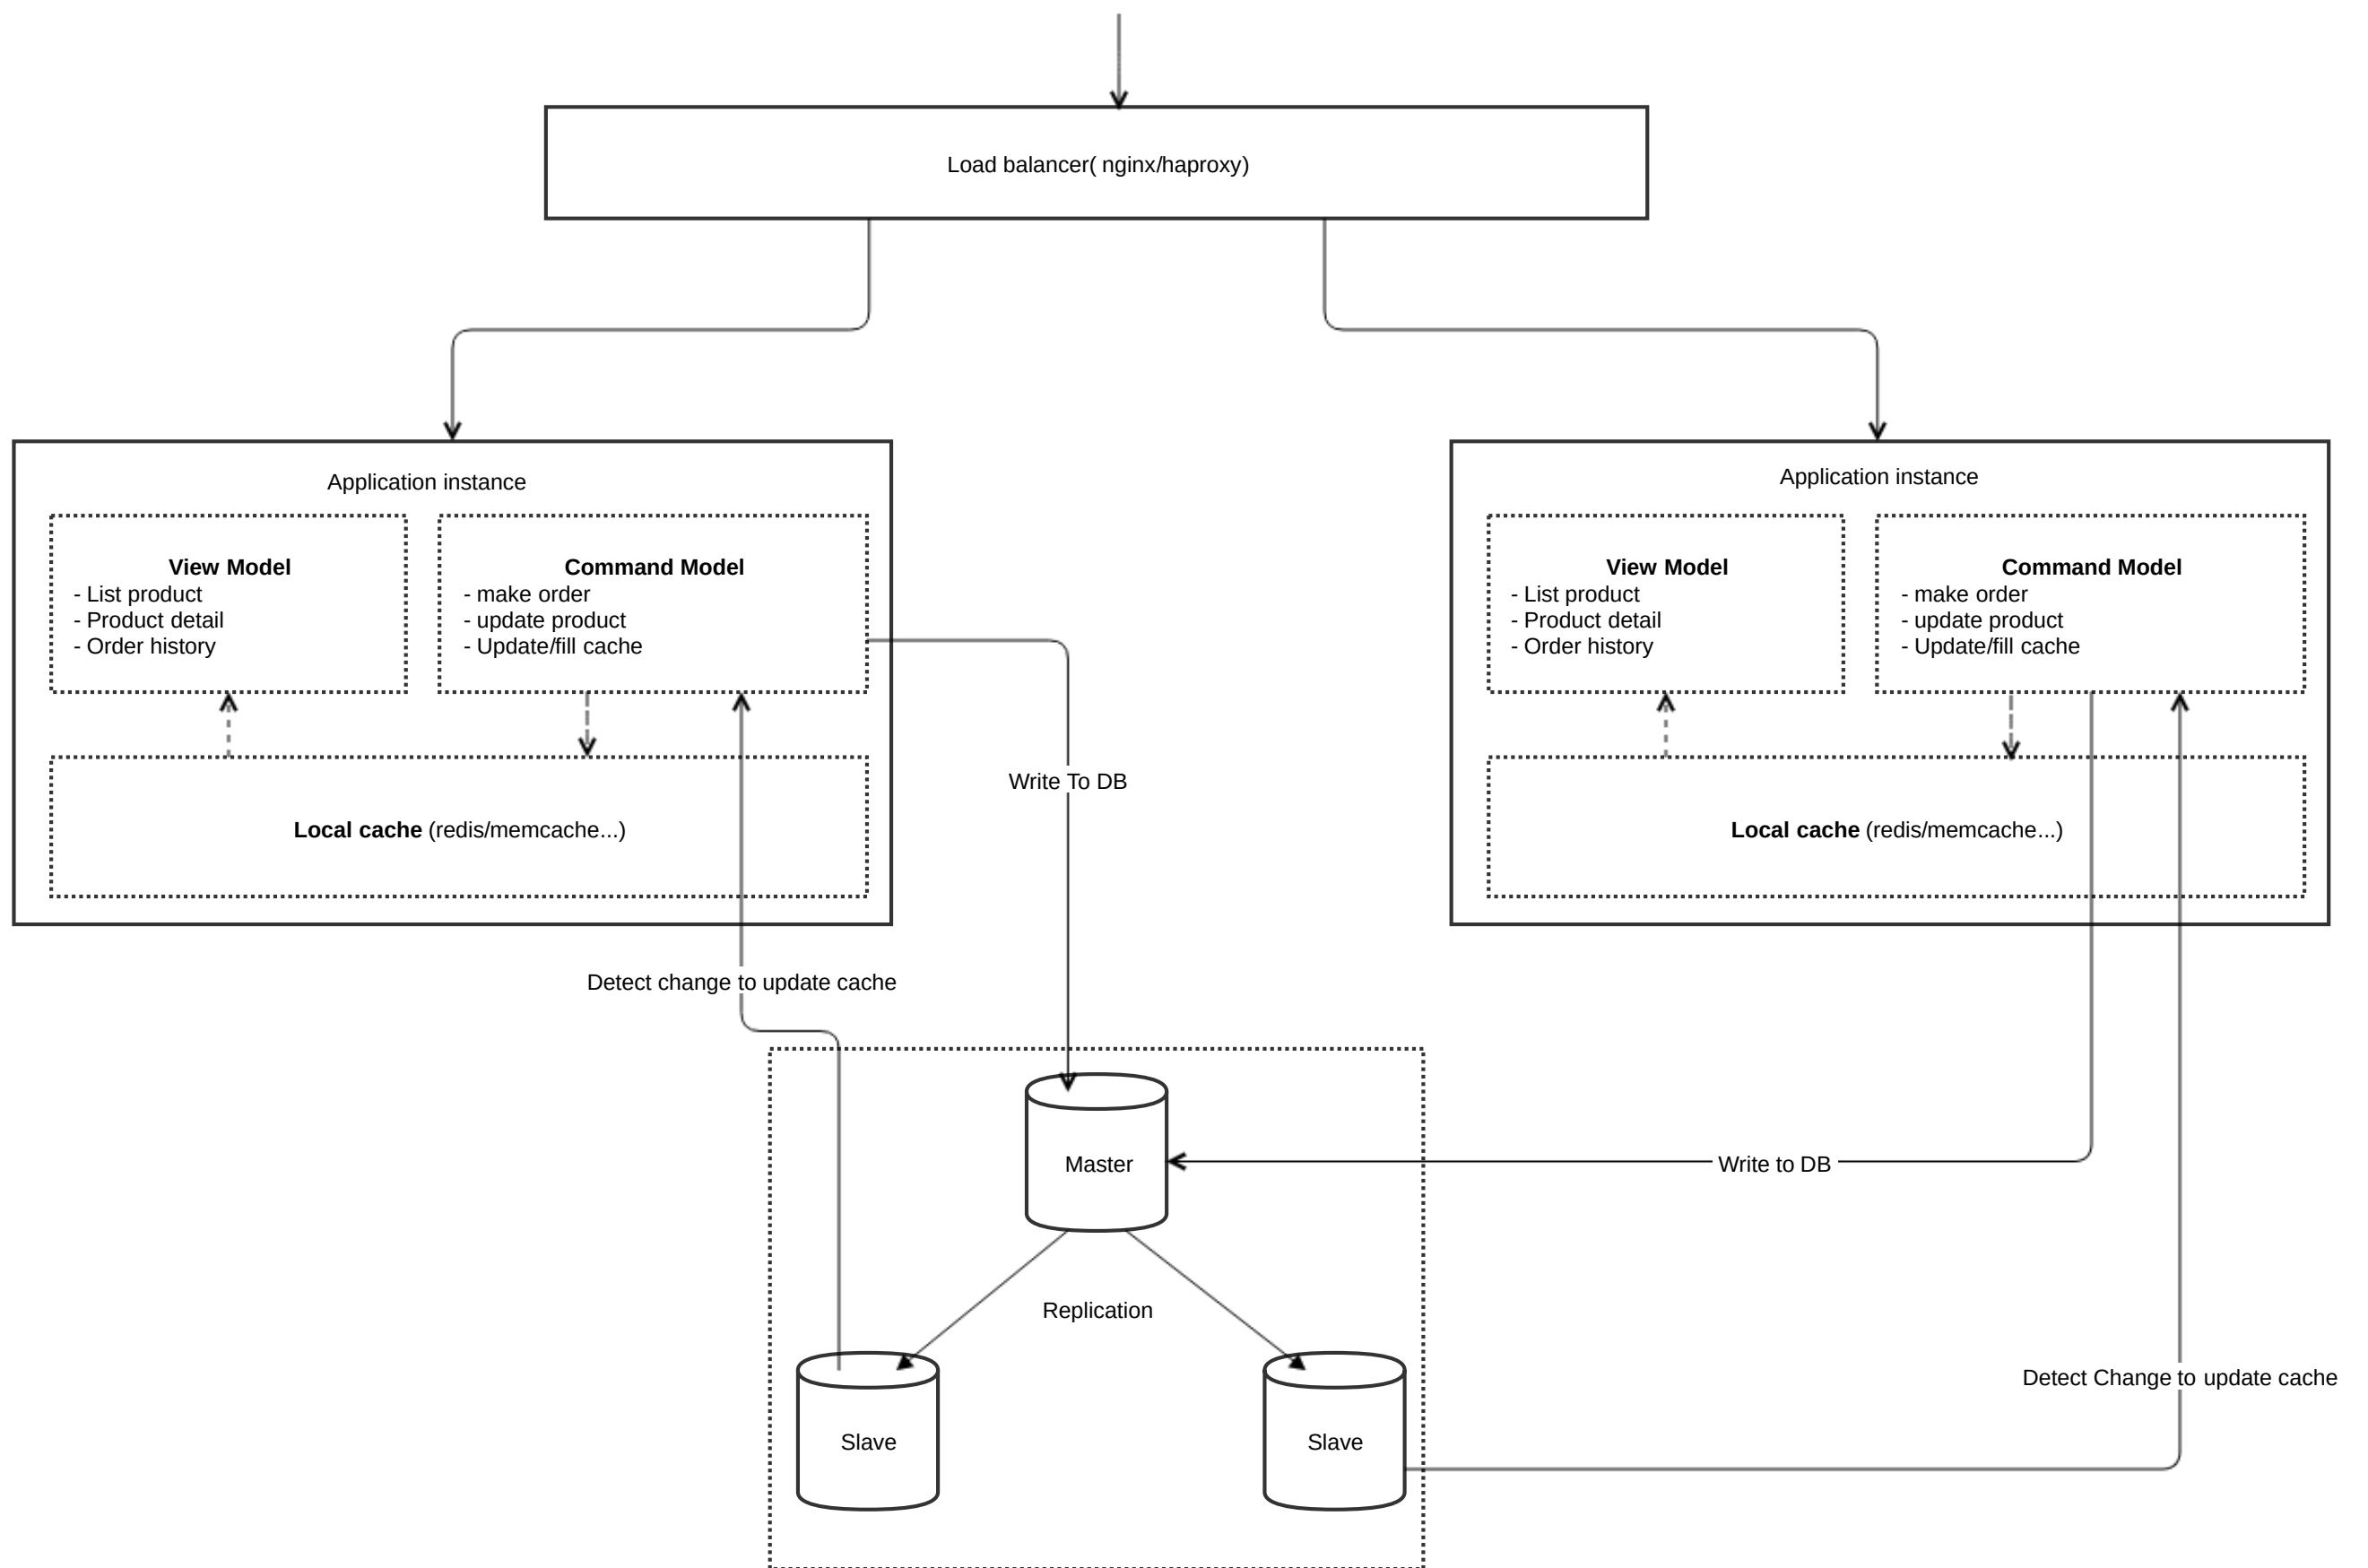 Load balancer( nginx/haproxy)
Application instance
View Model
- List product
- Product detail
- Order history
Command Model
- make order
- update product
- Update/fill cache
Local cache (redis/memcache...)
Application instance
View Model
- List product
- Product detail
- Order history
Command Model
- make order
- update product
- Update/fill cache
Local cache (redis/memcache...)
Write To DB
Detect change to update cache
Master
Write to DB
Replication
Slave
Slave
Detect Change to update cache